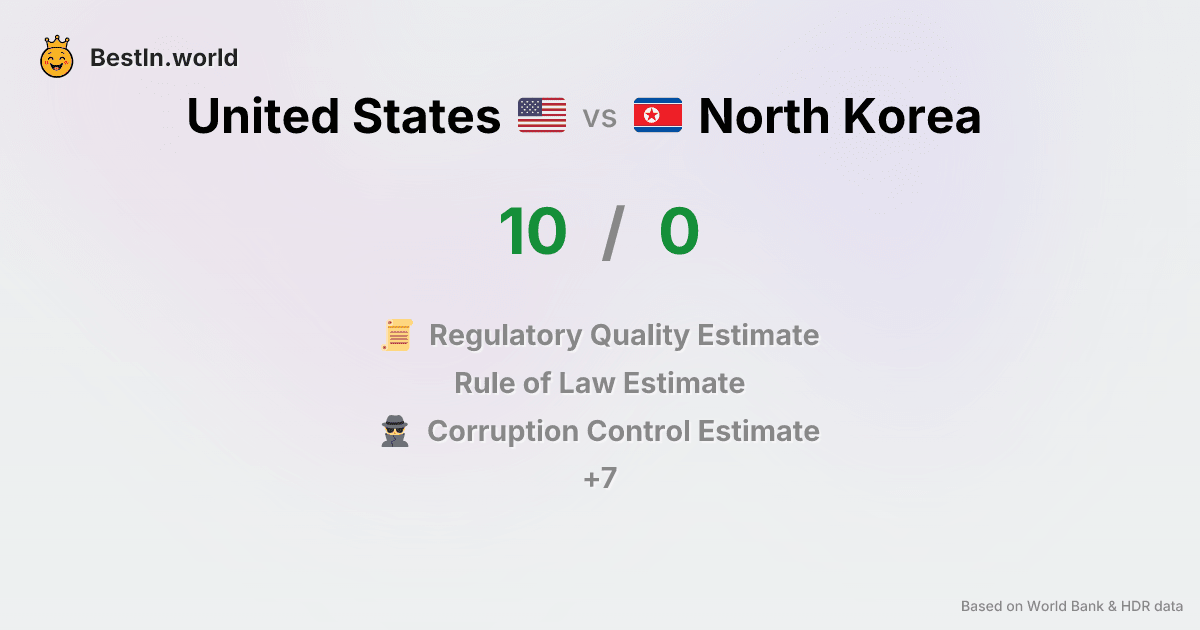 BestIn.world
United States vs North Korea
10 / 0
Regulatory Quality Estimate
Rule of Law Estimate
Corruption Control Estimate
+7
Based on World Bank & HDR data